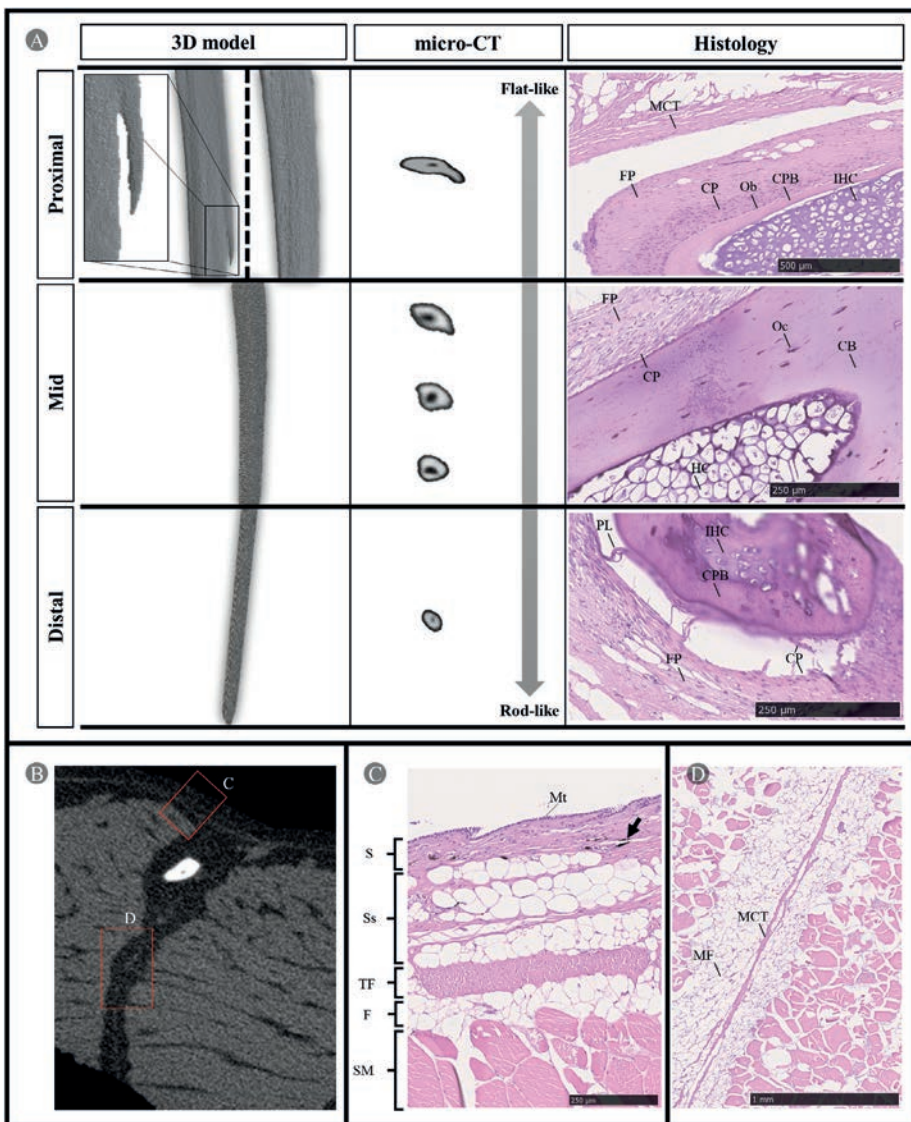 A
3D model
micro-CT
Histology
Proximal
Flat-like
MCT
FP
CP
Ob
CPB
IHC
500 µm
Mid
FP
CP
Oc
CB
HC
250 µm
Distal
Rod-like
PL
IHC
CPB
FP
CP
250 µm
B
C
D
C
Mt
S
Ss
TF
F
SM
250 µm
D
MCT
MF
1 mm